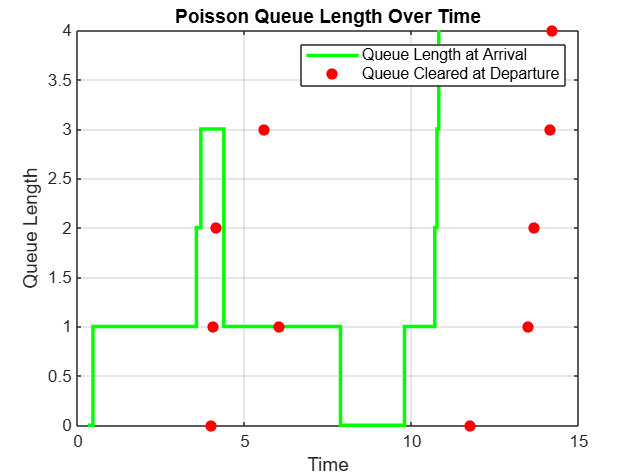 Poisson Queue Length Over Time
Queue Length at Arrival
Queue Cleared at Departure
Queue Length
4
3.5
3
2.5
2
1.5
1
0.5
0
0
5
10
15
Time